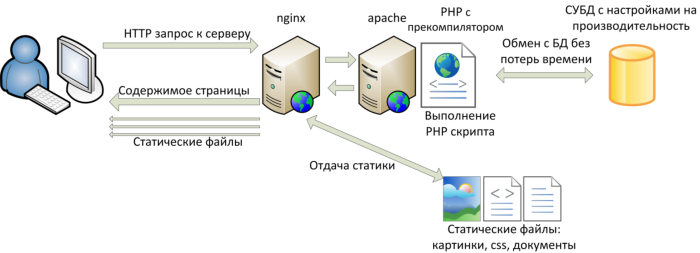 HTTP запрос к серверу
nginx
apache
PHP с
прекомпилятором
СУБД с настройками на
производительность
Обмен с БД без
потерь времени
Содержимое страницы
Выполнение
PHP скрипта
Статические файлы
Отдача статики
Статические файлы:
картинки, css, документы